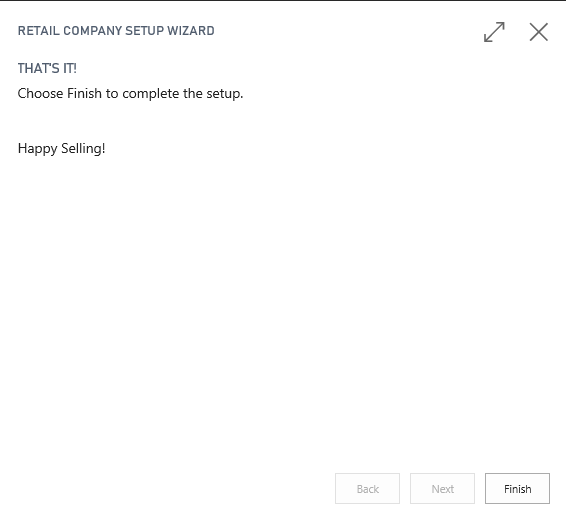 RETAIL COMPANY SETUP WIZARD
THAT'S IT!
Choose Finish to complete the setup.
Happy Selling!
Back
Next
Finish